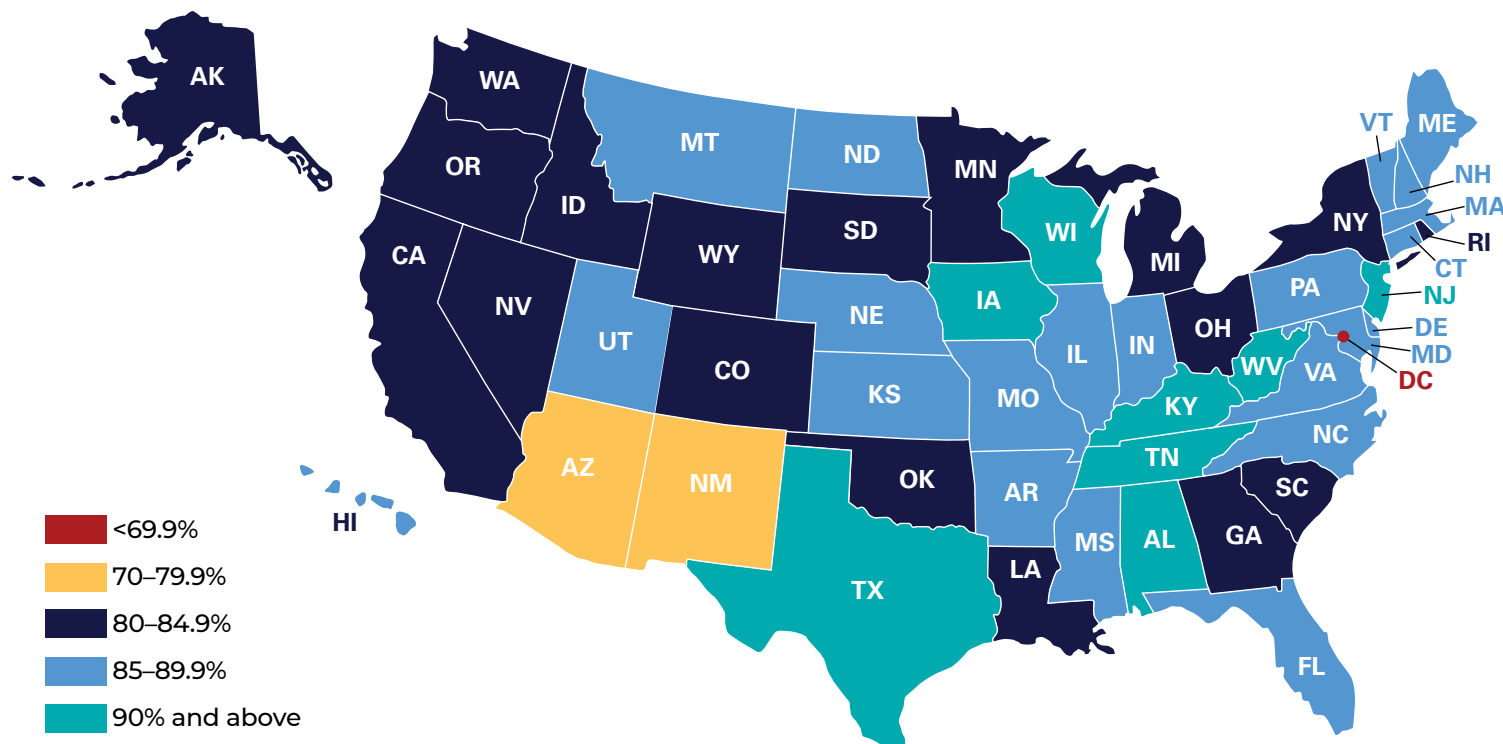 AK
WA
OR
ID
MT
ND
MN
SD
WY
CA
NV
UT
CO
NE
KS
IA
WI
MI
IL
IN
OH
MO
KY
WV
VA
PA
NY
VT
ME
NH
MA
RI
CT
NJ
DE
MD
DC
AZ
NM
OK
AR
TN
NC
SC
GA
AL
MS
LA
TX
FL
HI
<69.9%
70–79.9%
80–84.9%
85–89.9%
90% and above